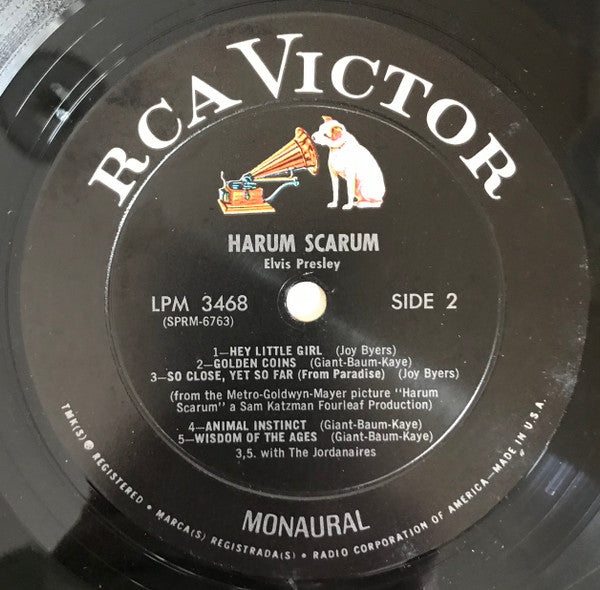 RCA VICTOR
HARUM SCARUM
Elvis Presley
LPM 3468
(SPRM-6763)
SIDE 2
1—HEY LITTLE GIRL (Joy Byers)
2—GOLDEN COINS (Giant-Baum-Kaye)
3—SO CLOSE, YET SO FAR (From Paradise) (Joy Byers)
(from the Metro-Goldwyn-Mayer picture "Harum
Scarum" a Sam Katzman Fourleaf Production)
4—ANIMAL INSTINCT (Giant-Baum-Kaye)
5—WISDOM OF THE AGES (Giant-Baum-Kaye)
3,5. with The Jordanaires
MONAURAL
TMK(S) ® REGISTERED • MARCA(S) REGISTRADA(S) • RADIO CORPORATION OF AMERICA—MADE IN U.S.A.